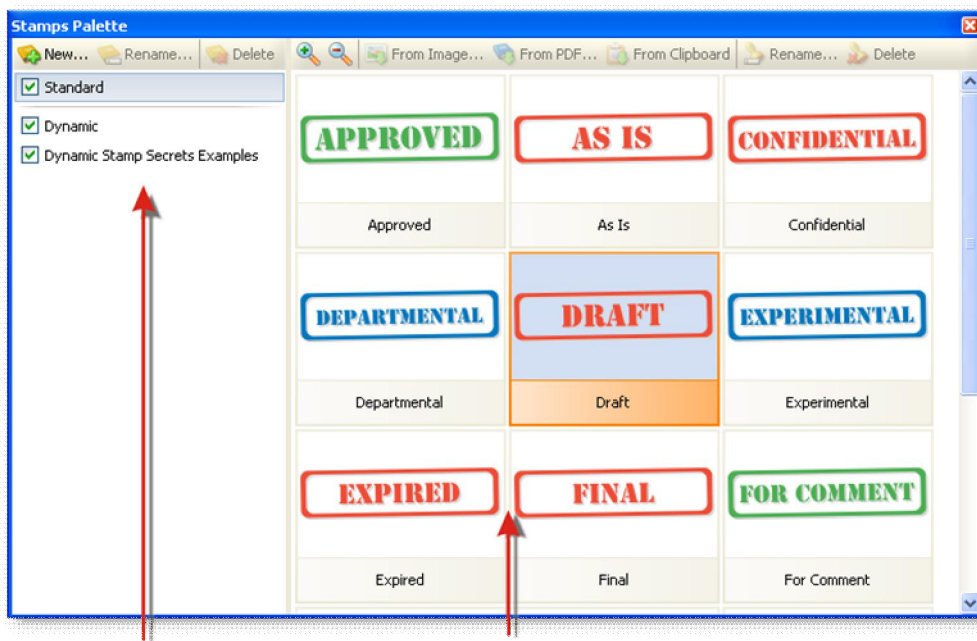 Stamps Palette
New... Rename... Delete From Image... From PDF... From Clipboard Rename... Delete
Standard
Dynamic
Dynamic Stamp Secrets Examples
APPROVED AS IS CONFIDENTIAL
Approved As Is Confidential
DEPARTMENTAL DRAFT EXPERIMENTAL
Departmental Draft Experimental
EXPIRED FINAL FOR COMMENT
Expired Final For Comment